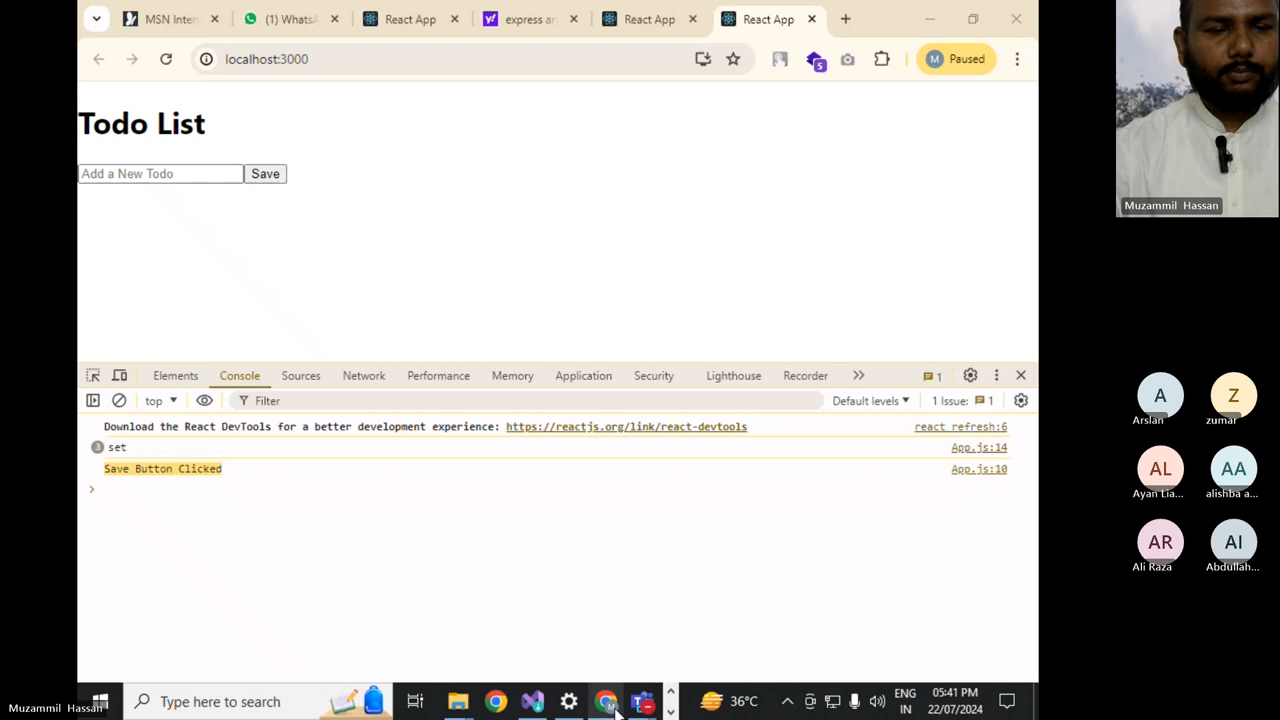 MSN Inter
(1) WhatsA
React App
express an
React App
React App
localhost:3000
M Paused
5
Todo List
Add a New Todo
Save
Muzammil Hassan
Elements Console Sources Network Performance Memory Application Security Lighthouse Recorder 1
top Filter Default levels 1 Issue: 1
Download the React DevTools for a better development experience: https://reactjs.org/link/react-devtools react refresh:6
3 set App.js:14
Save Button Clicked App.js:10
A
Arslan
Z
zumar
AL
Ayan Lia...
AA
alishba a...
AR
Ali Raza
AI
Abdullah...
Type here to search
36°C
ENG
IN
05:41 PM
22/07/2024
Muzammil Hassan